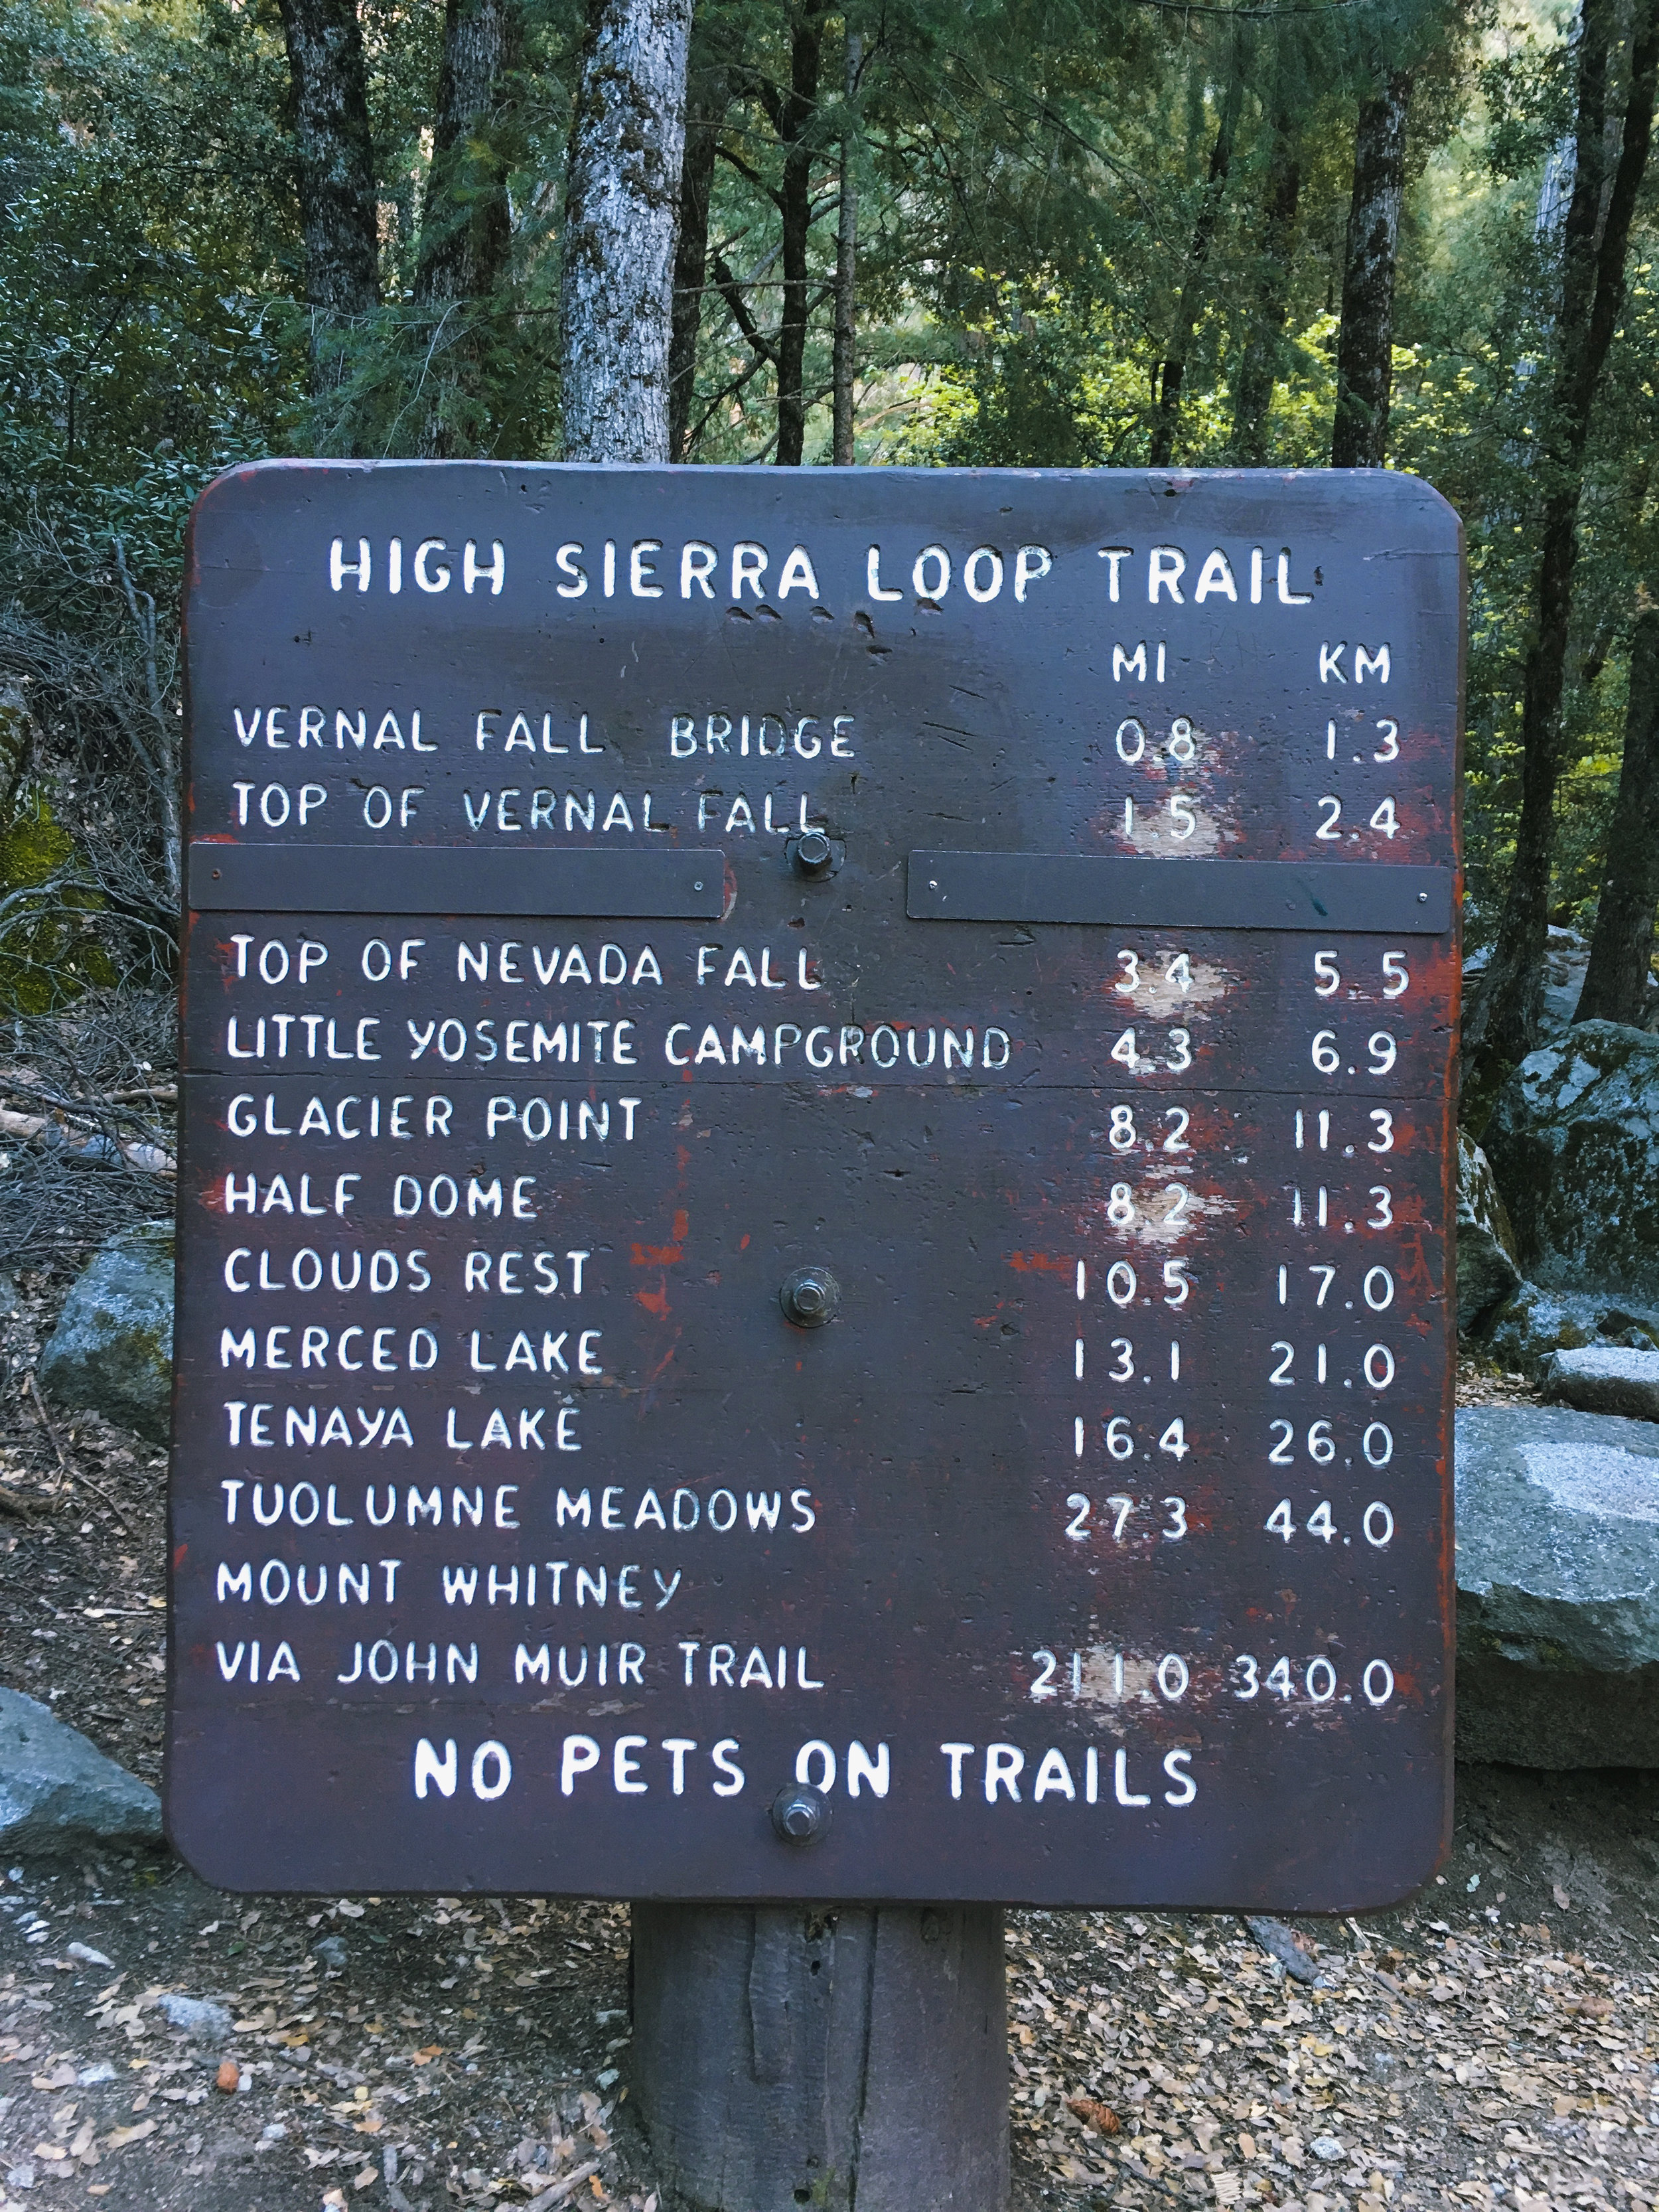 HIGH SIERRA LOOP TRAIL
MI KM
VERNAL FALL BRIDGE 0.8 1.3
TOP OF VERNAL FALL 1.5 2.4
TOP OF NEVADA FALL 3.4 5.5
LITTLE YOSEMITE CAMPGROUND 4.3 6.9
GLACIER POINT 8.2 11.3
HALF DOME 8.2 11.3
CLOUDS REST 10.5 17.0
MERCED LAKE 13.1 21.0
TENAYA LAKE 16.4 26.0
TUOLUMNE MEADOWS 27.3 44.0
MOUNT WHITNEY
VIA JOHN MUIR TRAIL 211.0 340.0
NO PETS ON TRAILS